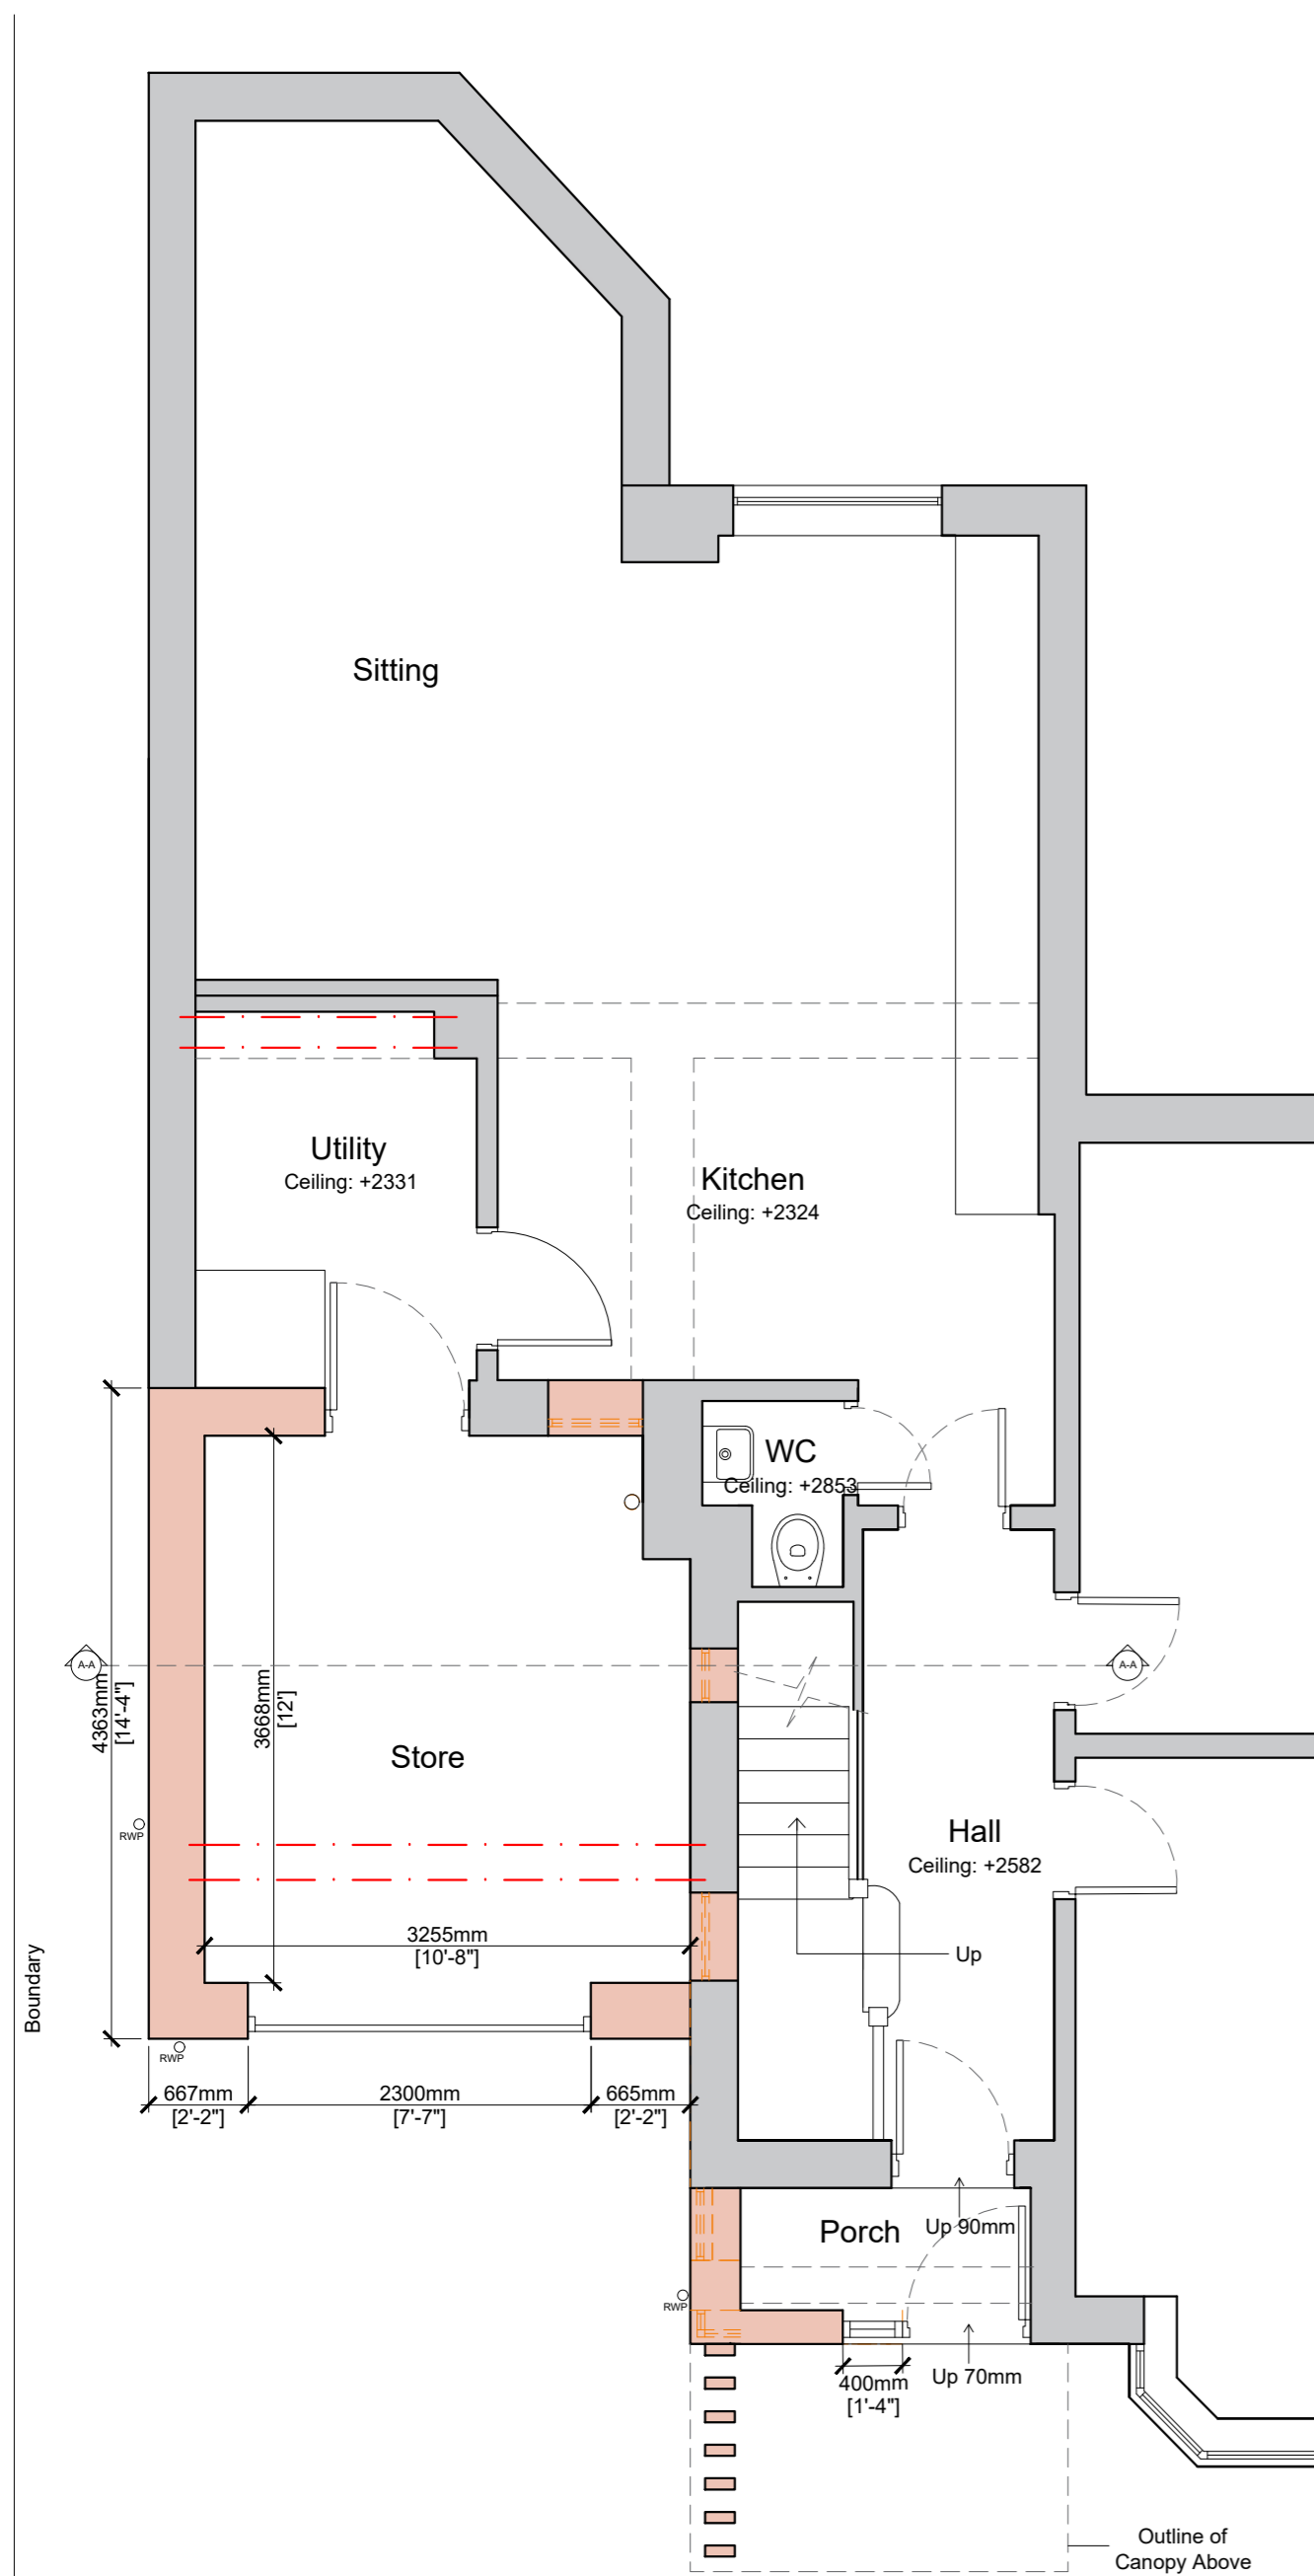 Sitting
Utility
Ceiling: +2331
Kitchen
Ceiling: +2324
WC
Ceiling: +2853
A-A
A-A
4363mm
[14'-4"]
3668mm
[12']
Store
RWP
Hall
Ceiling: +2582
3255mm
[10'-8"]
Up
Boundary
RWP
667mm
[2'-2"]
2300mm
[7'-7"]
665mm
[2'-2"]
Porch
Up 90mm
RWP
400mm
[1'-4"]
Up 70mm
Outline of
Canopy Above